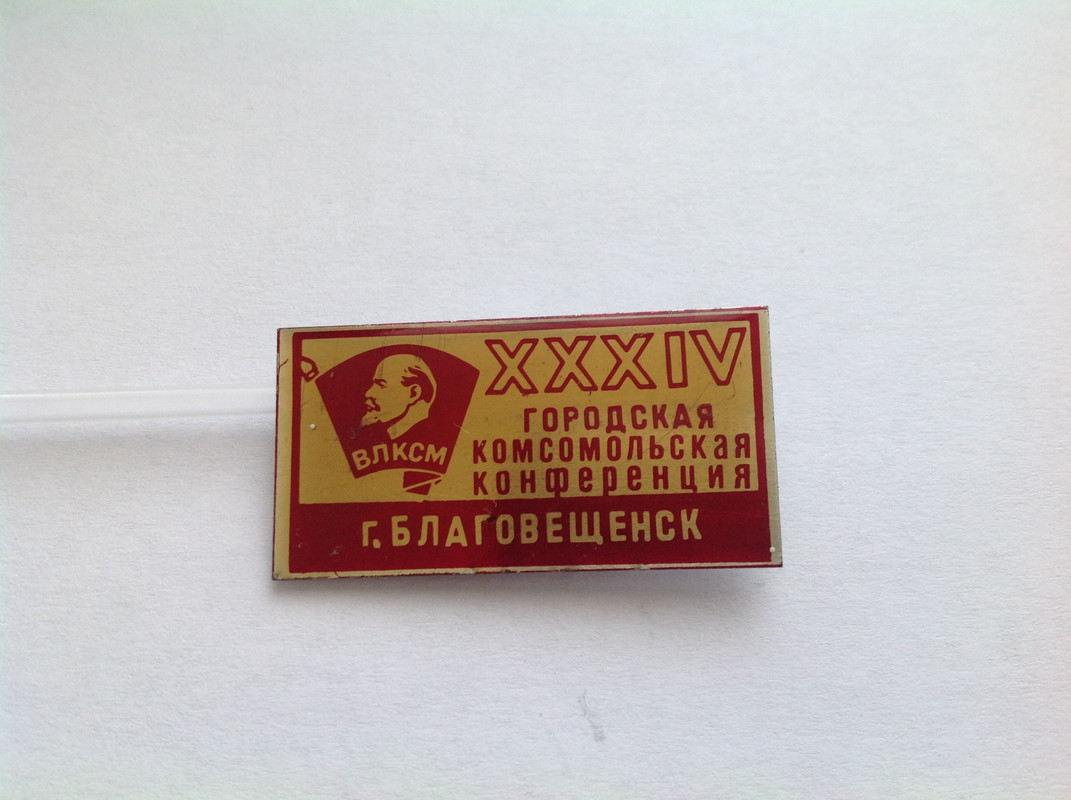 XXXIV
ГОРОДСКАЯ
КОМСОМОЛЬСКАЯ
КОНФЕРЕНЦИЯ
ВЛКСМ
Г. БЛАГОВЕЩЕНСК